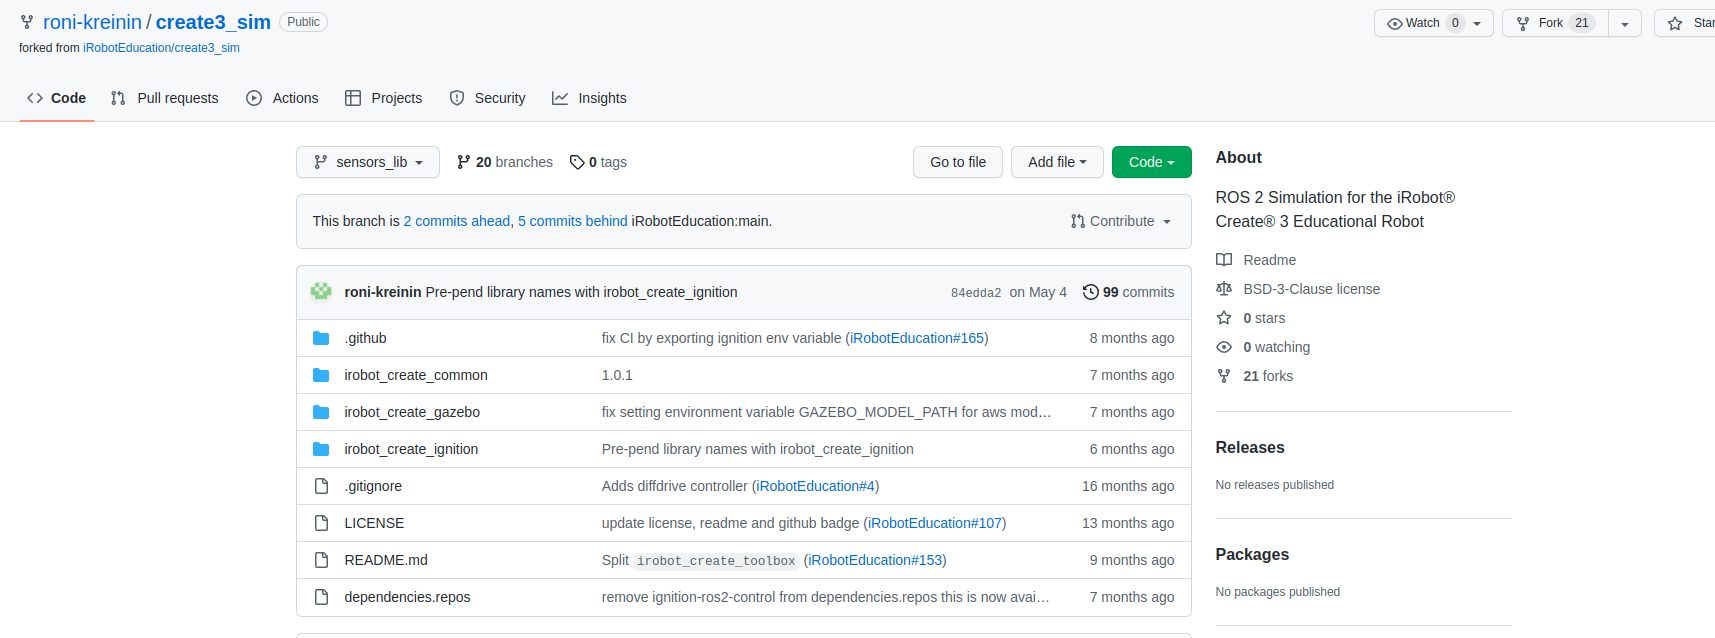 roni-kreinin / create3_sim Public
Watch 0 Fork 21 Star
forked from iRobotEducation/create3_sim
Code Pull requests Actions Projects Security Insights
sensors_lib 20 branches 0 tags Go to file Add file Code
This branch is 2 commits ahead, 5 commits behind iRobotEducation:main. Contribute
roni-kreinin Pre-pend library names with irobot_create_ignition 84edda2 on May 4 99 commits
.github fix CI by exporting ignition env variable (iRobotEducation#165) 8 months ago
irobot_create_common 1.0.1 7 months ago
irobot_create_gazebo fix setting environment variable GAZEBO_MODEL_PATH for aws mod… 7 months ago
irobot_create_ignition Pre-pend library names with irobot_create_ignition 6 months ago
.gitignore Adds diffdrive controller (iRobotEducation#4) 16 months ago
LICENSE update license, readme and github badge (iRobotEducation#107) 13 months ago
README.md Split irobot_create_toolbox (iRobotEducation#153) 9 months ago
dependencies.repos remove ignition-ros2-control from dependencies.repos this is now avai… 7 months ago
About
ROS 2 Simulation for the iRobot®
Create® 3 Educational Robot
Readme
BSD-3-Clause license
0 stars
0 watching
21 forks
Releases
No releases published
Packages
No packages published